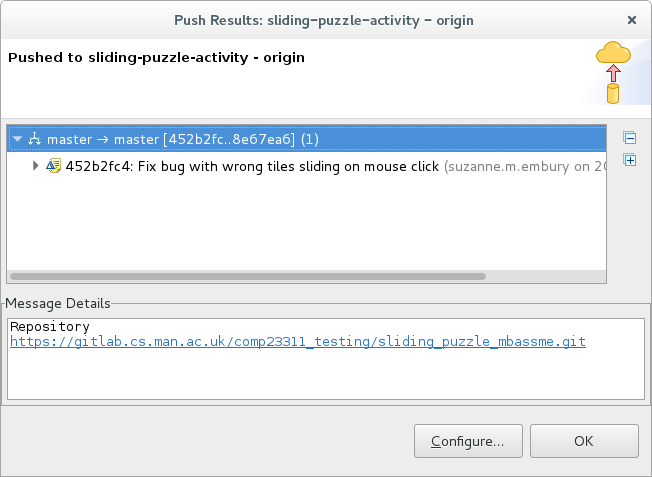 Push Results: sliding-puzzle-activity - origin
Pushed to sliding-puzzle-activity - origin
master → master [452b2fc..8e67ea6] (1)
452b2fc4: Fix bug with wrong tiles sliding on mouse click (suzanne.m.embury on 20
Message Details
Repository
https://gitlab.cs.man.ac.uk/comp23311_testing/sliding_puzzle_mbassme.git
Configure...
OK